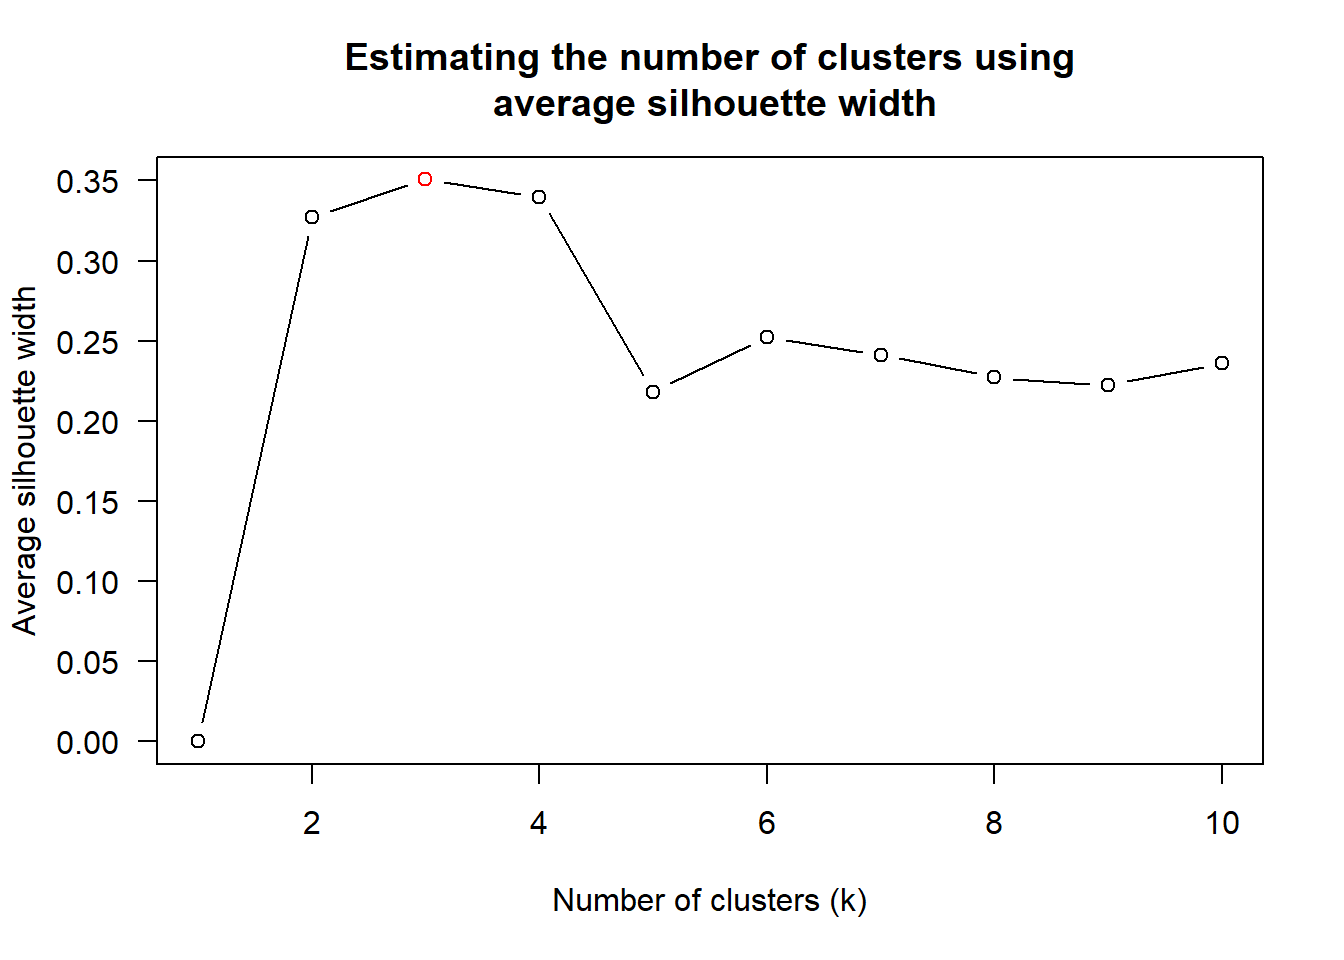 Estimating the number of clusters using
average silhouette width
Average silhouette width
0.35
0.30
0.25
0.20
0.15
0.10
0.05
0.00
2 4 6 8 10
Number of clusters (k)